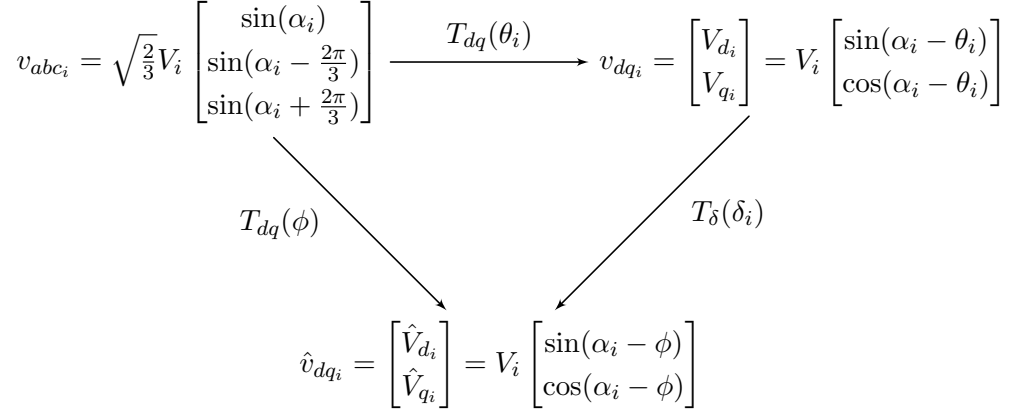 $v_{abc_i} = \sqrt{\frac{2}{3}} V_i \begin{bmatrix} \sin(\alpha_i) \\ \sin(\alpha_i - \frac{2\pi}{3}) \\ \sin(\alpha_i + \frac{2\pi}{3}) \end{bmatrix}$
$T_{dq}(\theta_i)$
$v_{dq_i} = \begin{bmatrix} V_{d_i} \\ V_{q_i} \end{bmatrix} = V_i \begin{bmatrix} \sin(\alpha_i - \theta_i) \\ \cos(\alpha_i - \theta_i) \end{bmatrix}$
$T_{dq}(\phi)$
$T_{\delta}(\delta_i)$
$\hat{v}_{dq_i} = \begin{bmatrix} \hat{V}_{d_i} \\ \hat{V}_{q_i} \end{bmatrix} = V_i \begin{bmatrix} \sin(\alpha_i - \phi) \\ \cos(\alpha_i - \phi) \end{bmatrix}$